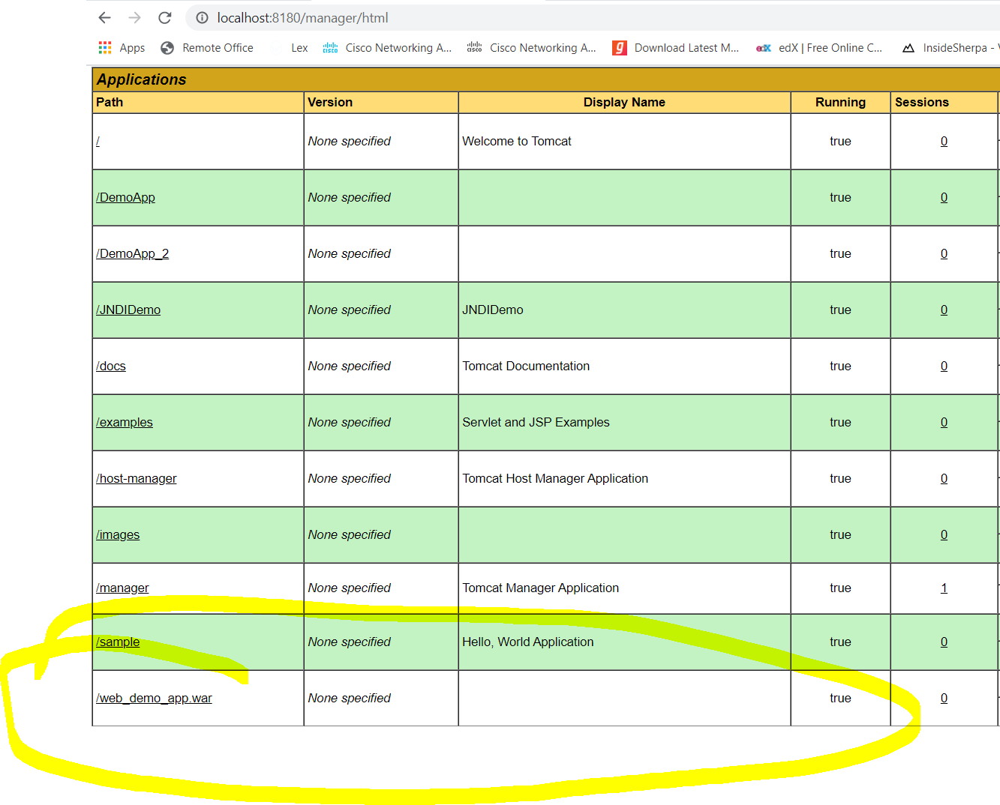 localhost:8180/manager/html
Apps Remote Office Lex Cisco Networking A... Cisco Networking A... g Download Latest M... edX edX | Free Online C... InsideSherpa -
Applications
Path Version Display Name Running Sessions
/ None specified Welcome to Tomcat true 0
/DemoApp None specified true 0
/DemoApp_2 None specified true 0
/JNDIDemo None specified JNDIDemo true 0
/docs None specified Tomcat Documentation true 0
/examples None specified Servlet and JSP Examples true 0
/host-manager None specified Tomcat Host Manager Application true 0
/images None specified true 0
/manager None specified Tomcat Manager Application true 1
/sample None specified Hello, World Application true 0
/web_demo_app.war None specified true 0